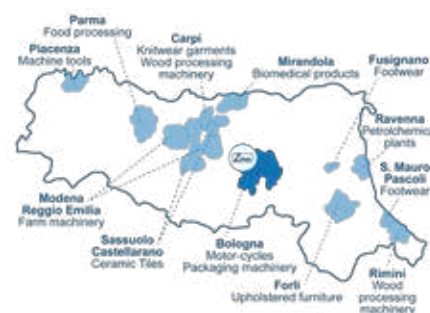 Parma
Food processing
Piacenza
Machine tools
Carpi
Knitwear garments
Wood processing
machinery
Mirandola
Biomedical products
Fusignano
Footwear
Ravenna
Petrolchemical
plants
S. Mauro
Pascoli
Footwear
Modena
Reggio Emilia
Farm machinery
Sassuolo
Castellarano
Ceramic Tiles
Bologna
Motor-cycles
Packaging machinery
Forlì
Upholstered furniture
Rimini
Wood
processing
machinery